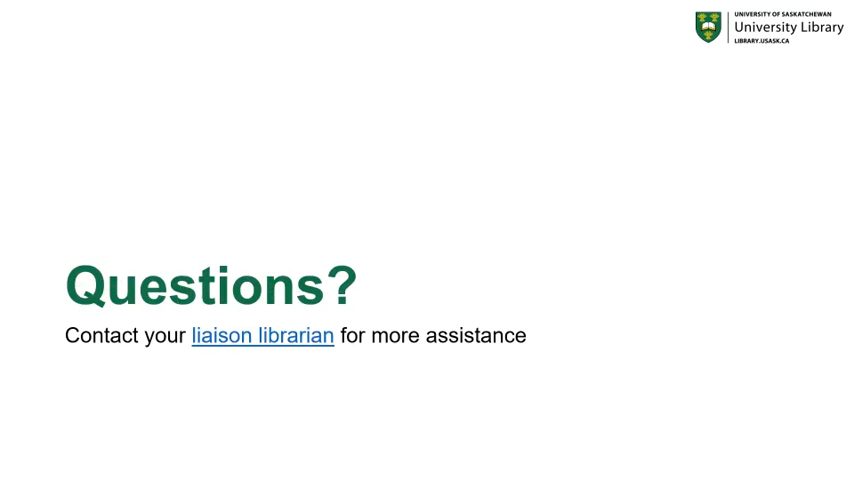 UNIVERSITY OF SASKATCHEWAN
University Library
LIBRARY.USASK.CA
Questions?
Contact your liaison librarian for more assistance